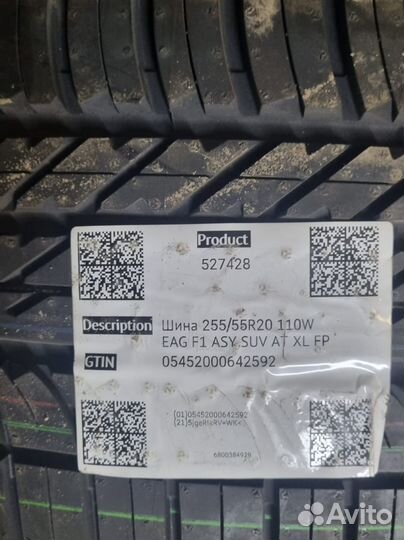 Product
527428
Description Шина 255/55R20 110W
EAG F1 ASY SUV AT XL FP
GTIN 05452000642592
(01)05452000642592
6800384929
Avito